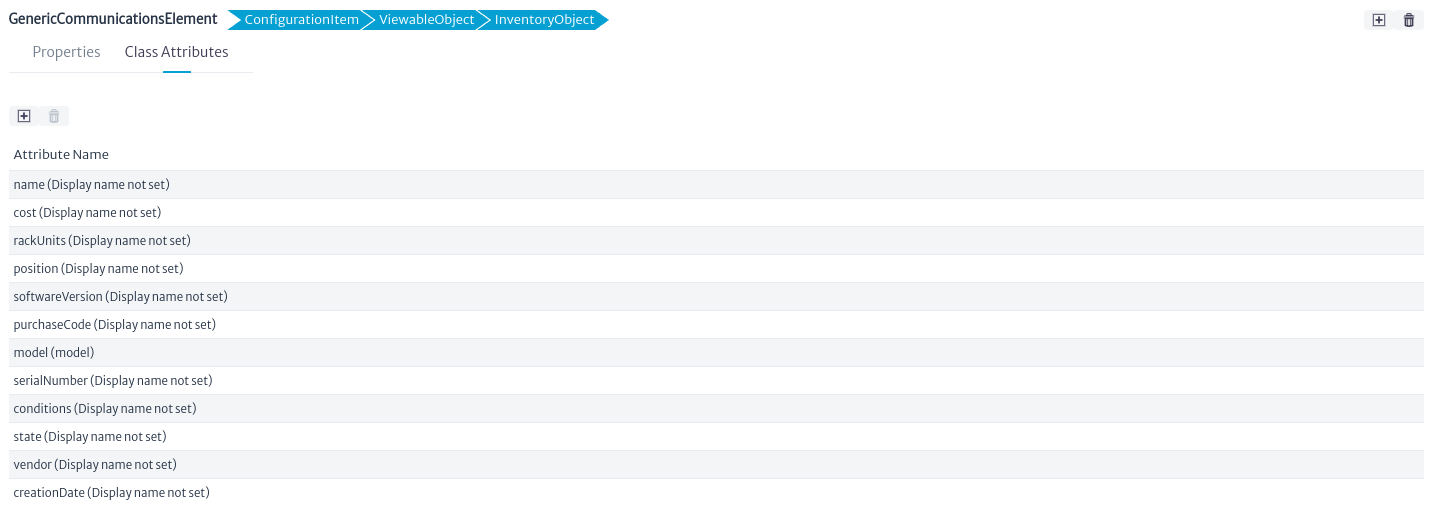 GenericCommunicationsElement ConfigurationItem ViewableObject InventoryObject
Properties Class Attributes
Attribute Name
name (Display name not set)
cost (Display name not set)
rackUnits (Display name not set)
position (Display name not set)
softwareVersion (Display name not set)
purchaseCode (Display name not set)
model (model)
serialNumber (Display name not set)
conditions (Display name not set)
state (Display name not set)
vendor (Display name not set)
creationDate (Display name not set)